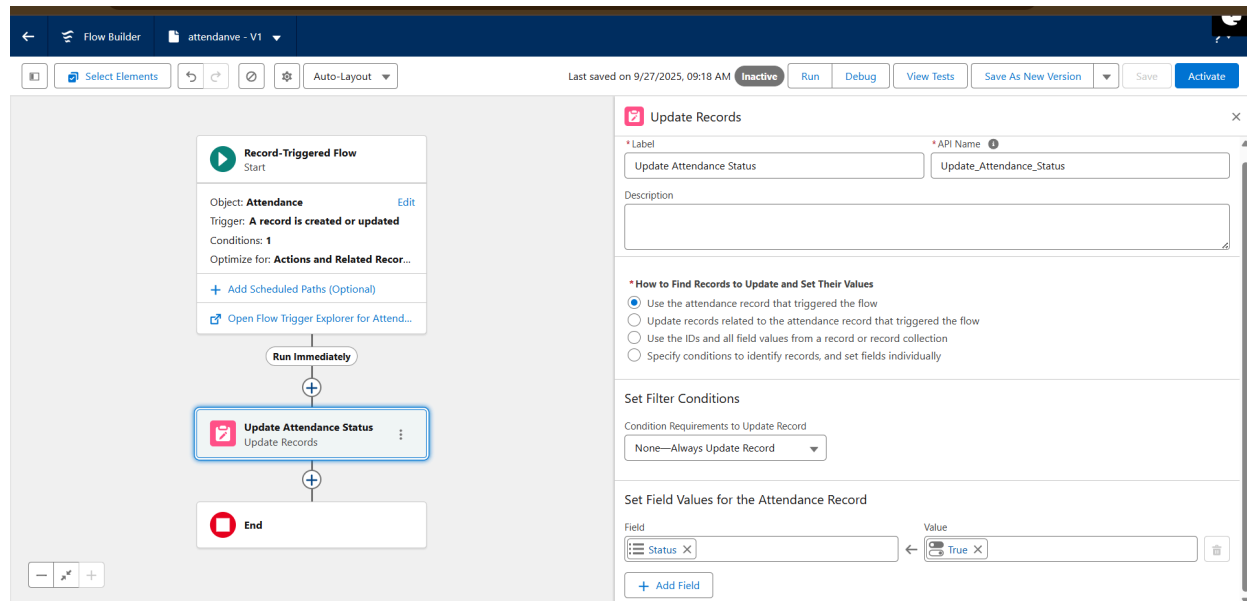 Flow Builder
attendanve - V1
?
Select Elements
Auto-Layout
Last saved on 9/27/2025, 09:18 AM
Inactive
Run
Debug
View Tests
Save As New Version
Save
Activate
Record-Triggered Flow
Start
Object: Attendance
Edit
Trigger: A record is created or updated
Conditions: 1
Optimize for: Actions and Related Recor...
+ Add Scheduled Paths (Optional)
Open Flow Trigger Explorer for Attend...
Run Immediately
Update Attendance Status
Update Records
End
Update Records
*Label
*API Name
Update Attendance Status
Update_Attendance_Status
Description
*How to Find Records to Update and Set Their Values
Use the attendance record that triggered the flow
Update records related to the attendance record that triggered the flow
Use the IDs and all field values from a record or record collection
Specify conditions to identify records, and set fields individually
Set Filter Conditions
Condition Requirements to Update Record
None—Always Update Record
Set Field Values for the Attendance Record
Field
Value
Status
True
+ Add Field